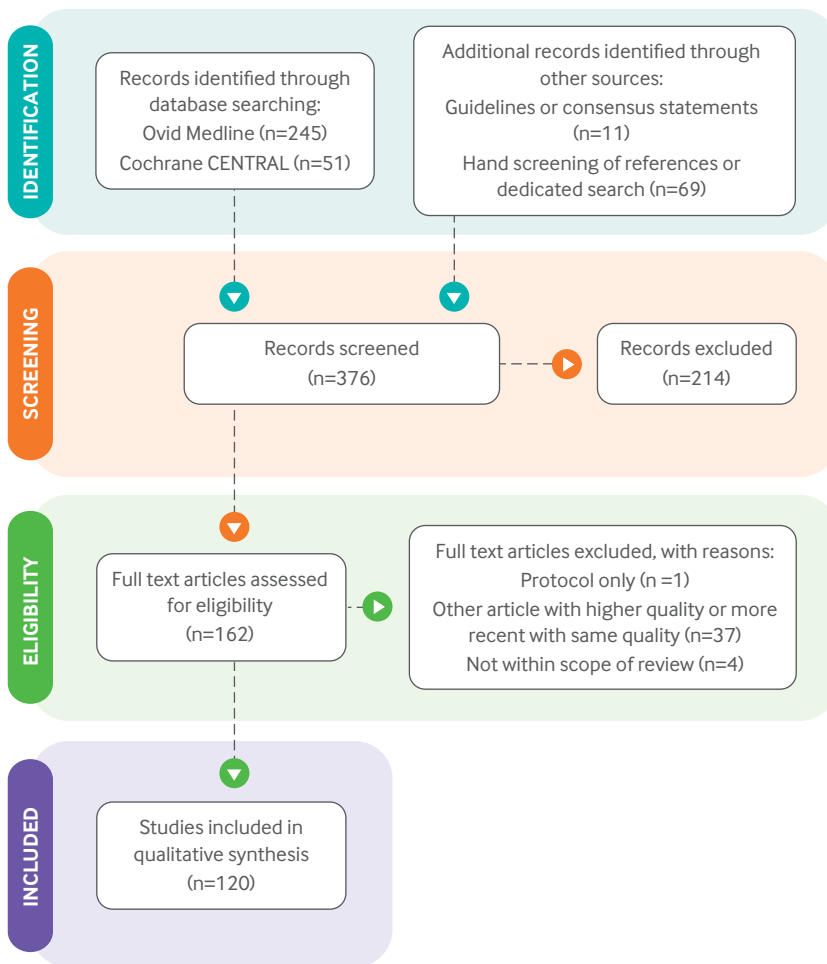 IDENTIFICATION
Records identified through
database searching:
Ovid Medline (n=245)
Cochrane CENTRAL (n=51)
Additional records identified through
other sources:
Guidelines or consensus statements
(n=11)
Hand screening of references or
dedicated search (n=69)
SCREENING
Records screened
(n=376)
Records excluded
(n=214)
ELIGIBILITY
Full text articles assessed
for eligibility
(n=162)
Full text articles excluded, with reasons:
Protocol only (n =1)
Other article with higher quality or more
recent with same quality (n=37)
Not within scope of review (n=4)
INCLUDED
Studies included in
qualitative synthesis
(n=120)